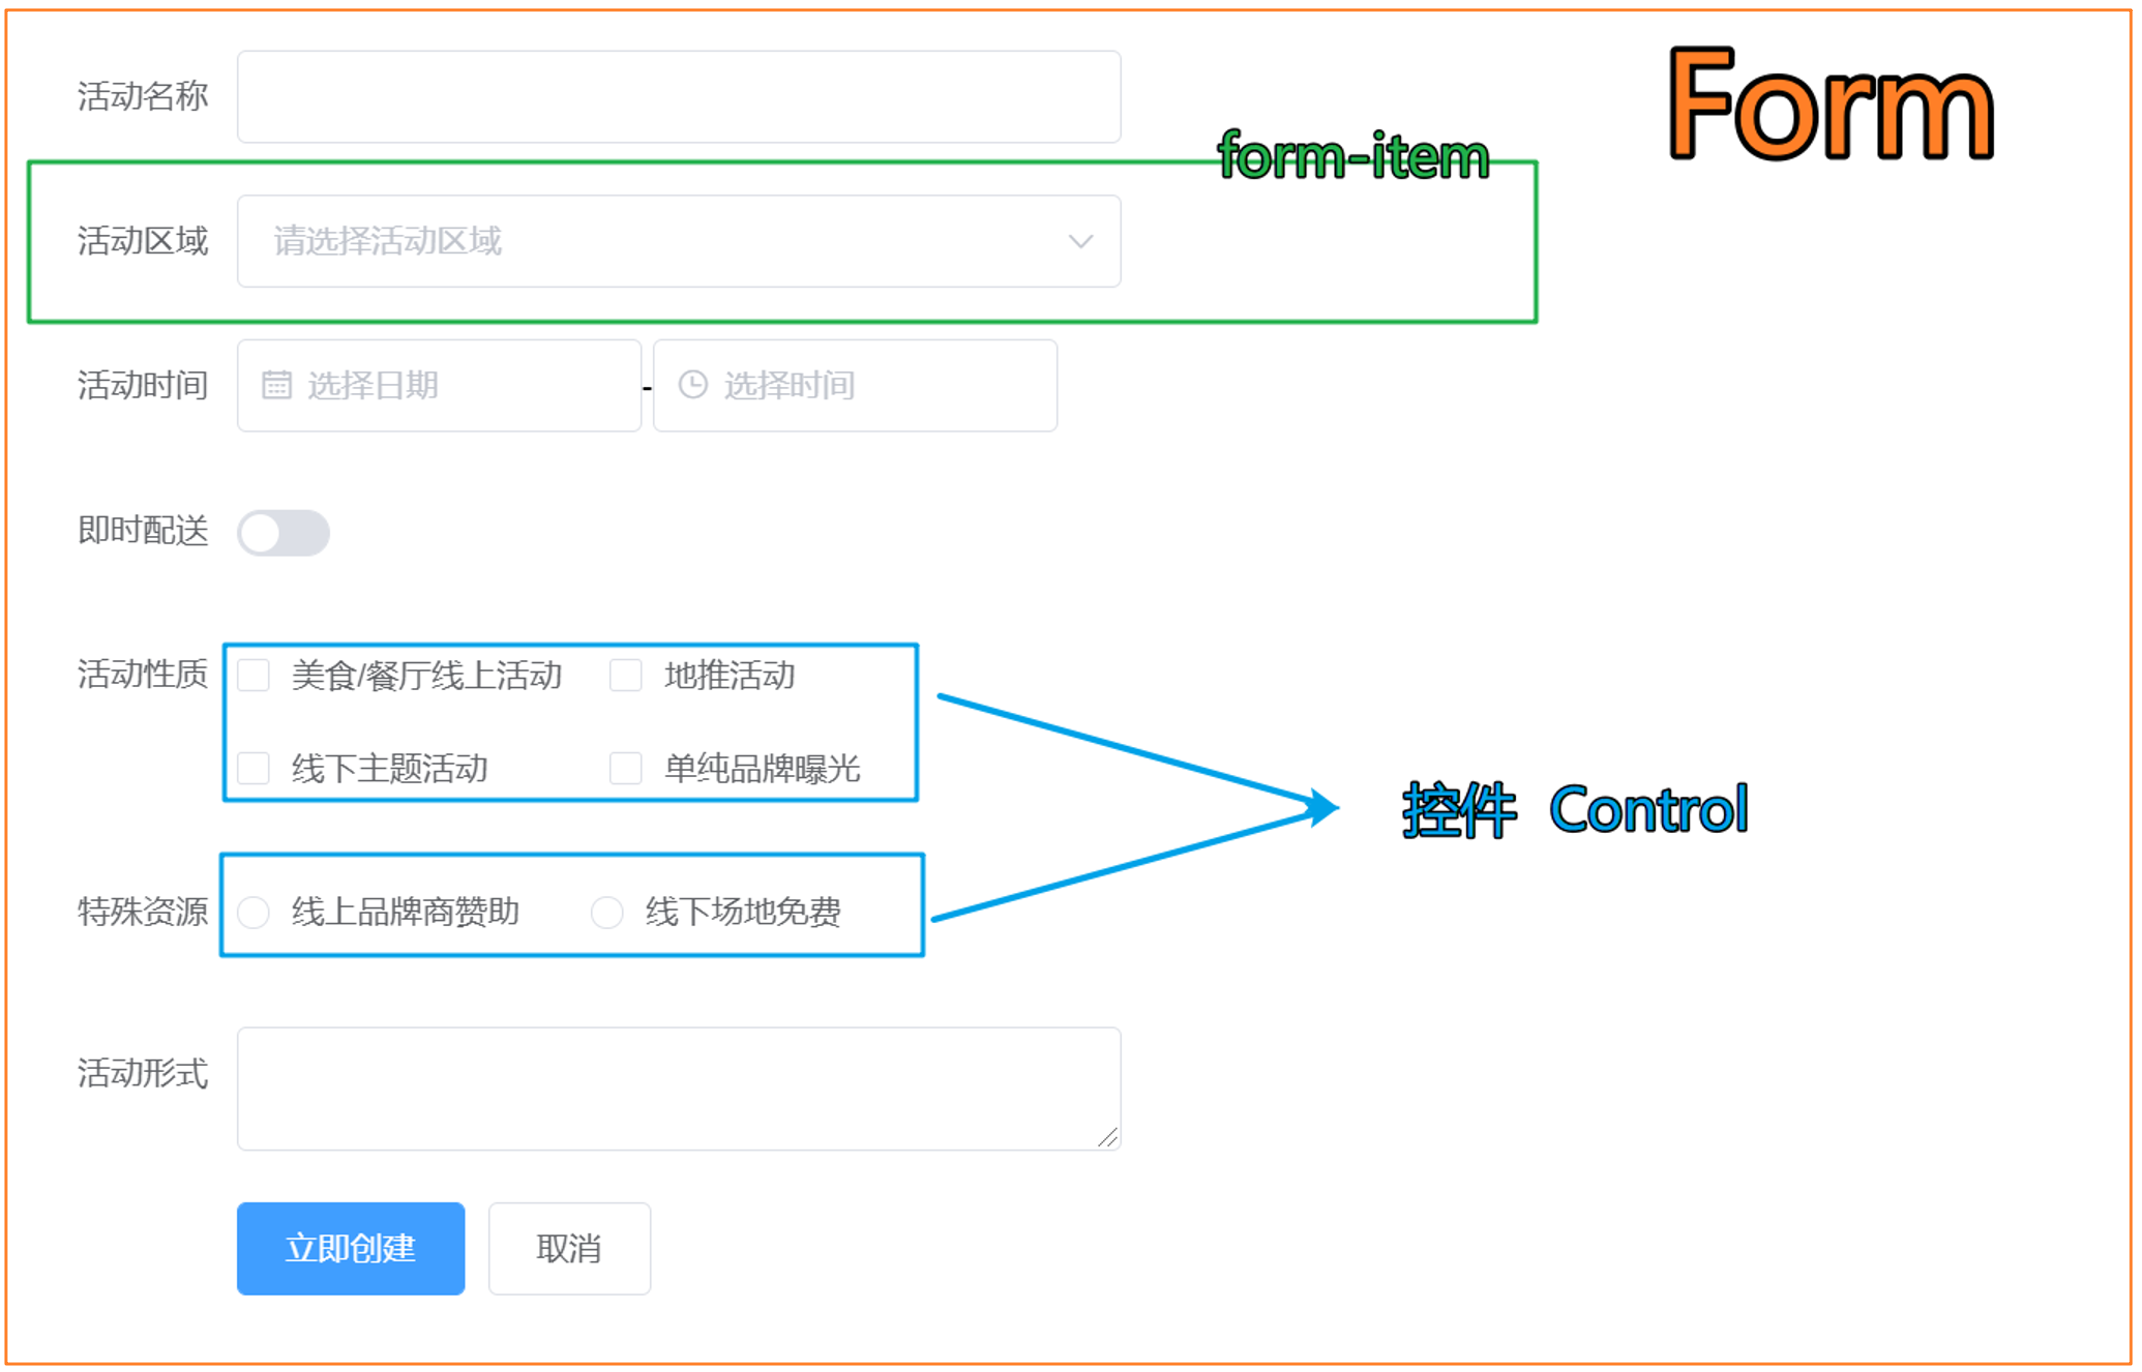 Form
活动名称
form-item
活动区域 请选择活动区域
活动时间 选择日期 - 选择时间
即时配送
活动性质 美食/餐厅线上活动 地推活动
线下主题活动 单纯品牌曝光
控件 Control
特殊资源 线上品牌商赞助 线下场地免费
活动形式
立即创建 取消